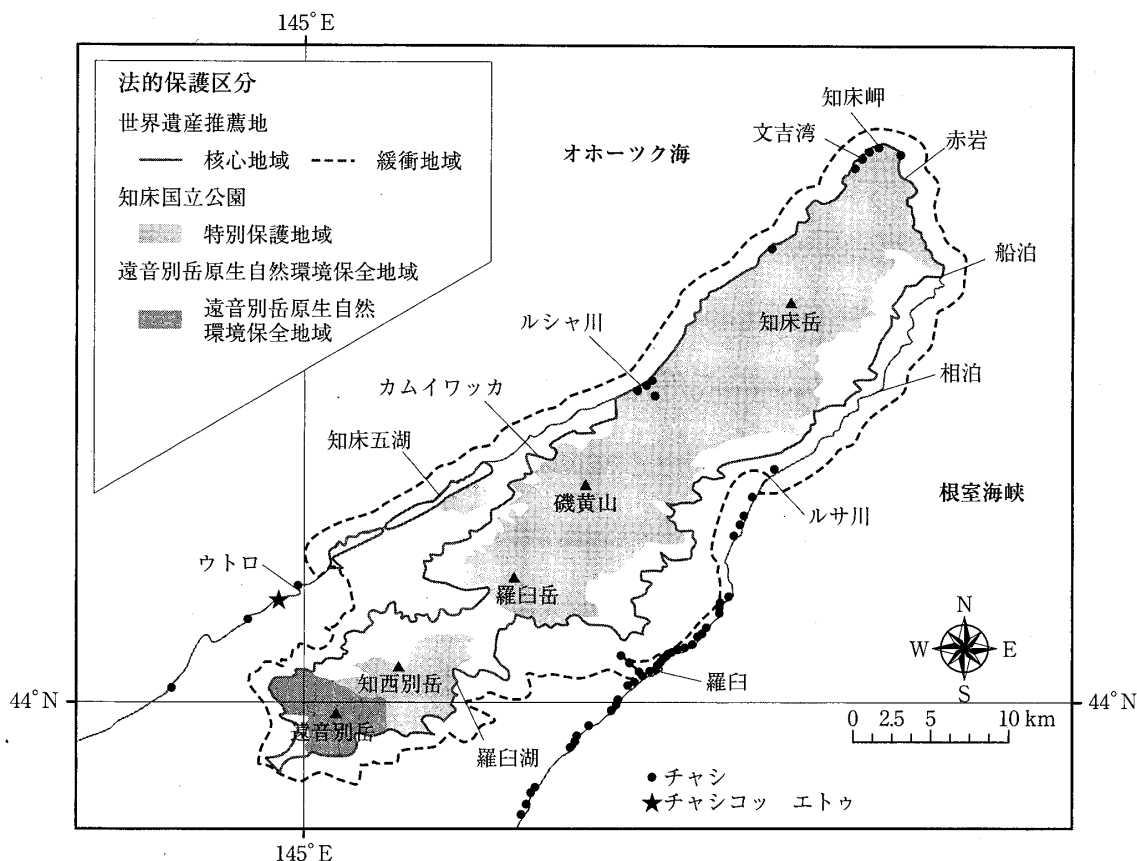 145°E
法的保護区分
世界遺産推薦地
核心地域 緩衝地域
知床国立公園
特別保護地域
遠音別岳原生自然環境保全地域
遠音別岳原生自然
環境保全地域
オホーツク海
知床岬
文吉湾
赤岩
船泊
知床岳
ルシャ川
相泊
カムイワッカ
知床五湖
硫黄山
根室海峡
ルサ川
ウトロ
羅臼岳
N
W E
S
知西別岳
羅臼
44°N
44°N
遠音別岳
羅臼湖
0 2.5 5 10 km
チャシ
チャシコッ エトゥ
145°E